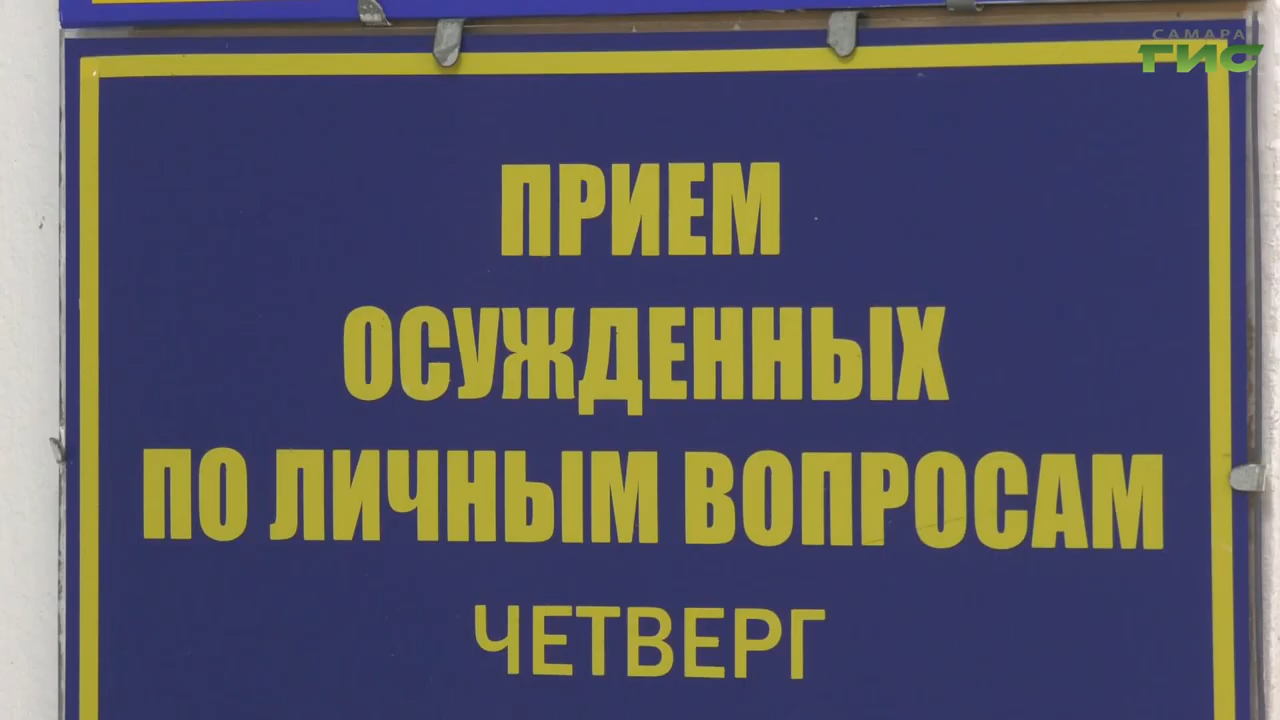 САМАРА
ГИС
ПРИЕМ
ОСУЖДЕННЫХ
ПО ЛИЧНЫМ ВОПРОСАМ
ЧЕТВЕРГ